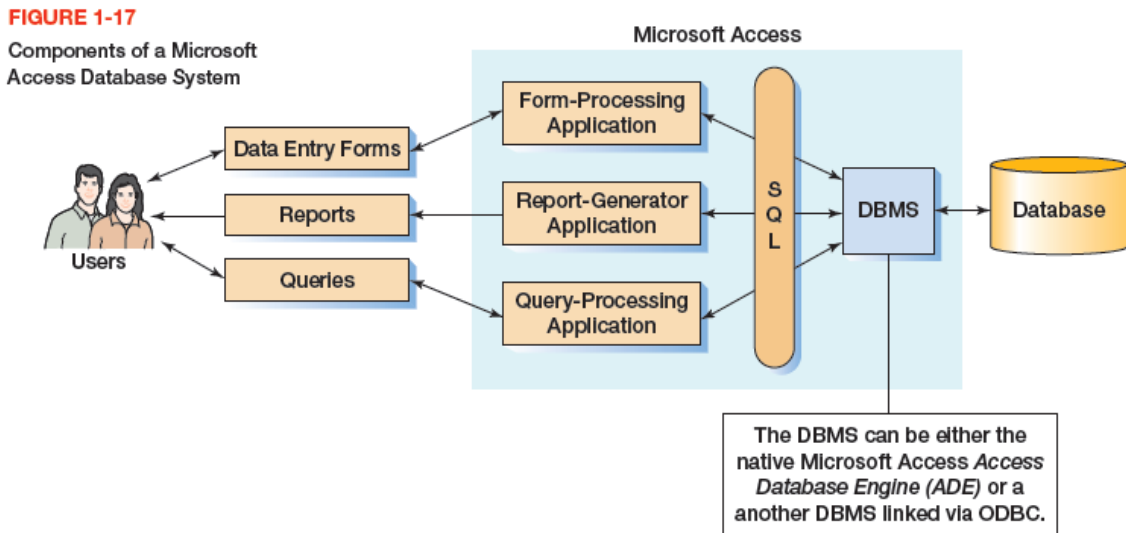 FIGURE 1-17
Components of a Microsoft
Access Database System
Microsoft Access
Users
Data Entry Forms
Reports
Queries
Form-Processing
Application
Report-Generator
Application
Query-Processing
Application
S
Q
L
DBMS
Database
The DBMS can be either the
native Microsoft Access Access
Database Engine (ADE) or a
another DBMS linked via ODBC.